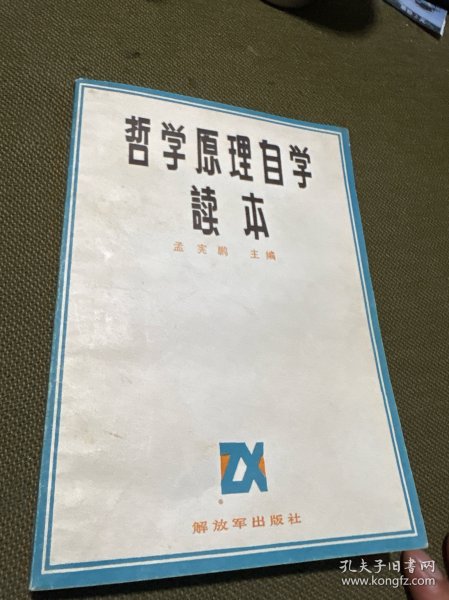 哲学原理自学
读本
孟宪鹏 主编
ZX
解放军出版社
孔夫子旧书网
www.kongfz.com